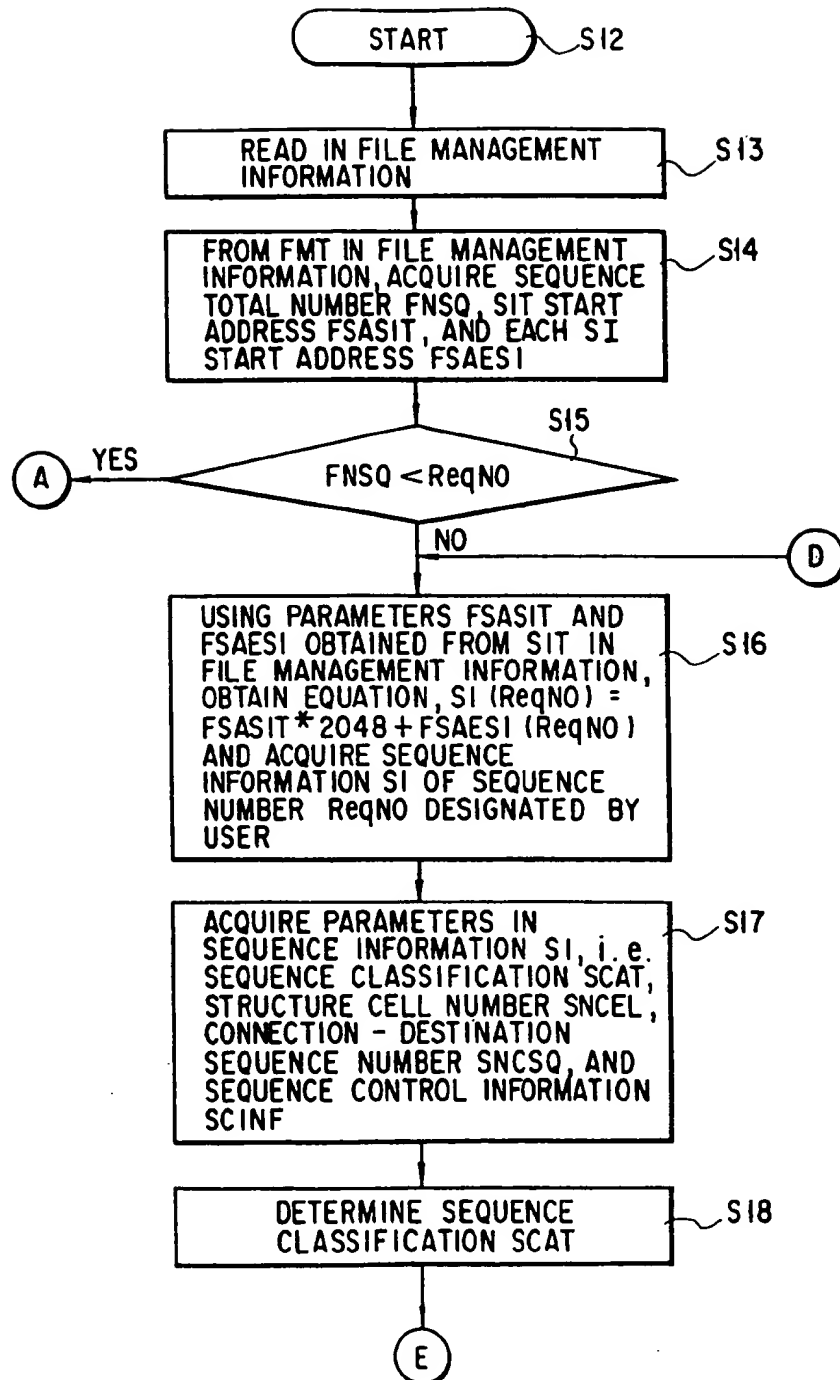 START
S12
READ IN FILE MANAGEMENT
INFORMATION
S13
FROM FMT IN FILE MANAGEMENT
INFORMATION, ACQUIRE SEQUENCE
TOTAL NUMBER FNSQ, SIT START
ADDRESS FSASIT, AND EACH SI
START ADDRESS FSAESI
S14
S15
FNSQ < ReqNO
YES
A
NO
D
USING PARAMETERS FSASIT AND
FSAESI OBTAINED FROM SIT IN
FILE MANAGEMENT INFORMATION,
OBTAIN EQUATION, SI (ReqNO) =
FSASIT * 2048 + FSAESI (ReqNO)
AND ACQUIRE SEQUENCE
INFORMATION SI OF SEQUENCE
NUMBER ReqNO DESIGNATED BY
USER
S16
ACQUIRE PARAMETERS IN
SEQUENCE INFORMATION SI, i.e.
SEQUENCE CLASSIFICATION SCAT,
STRUCTURE CELL NUMBER SNCEL,
CONNECTION - DESTINATION
SEQUENCE NUMBER SNCSQ, AND
SEQUENCE CONTROL INFORMATION
SCINF
S17
DETERMINE SEQUENCE
CLASSIFICATION SCAT
S18
E